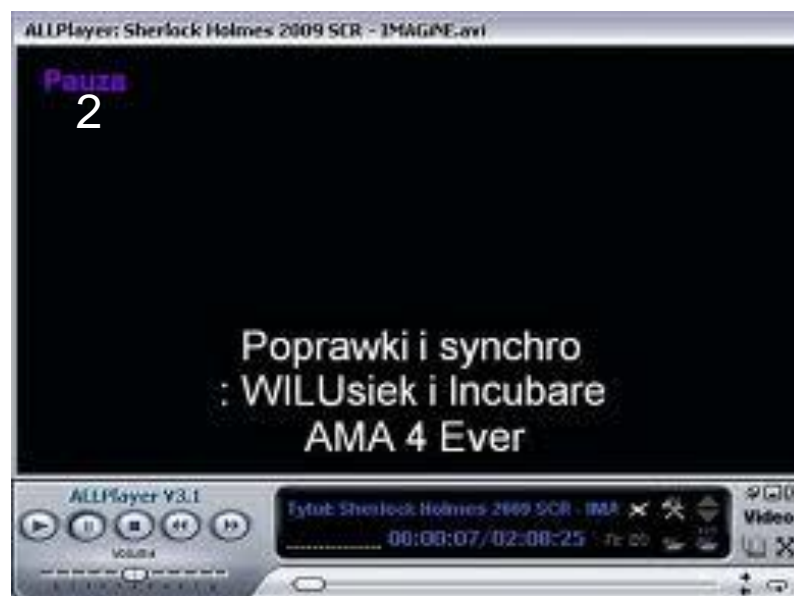 ALLPlayer: Sherlock Holmes 2009 SCR - IMAGiNE.avi
Pauza
2
Poprawki i synchro
: WILUsiek i Incubare
AMA 4 Ever
ALLPlayer V3.1
Volume
Tytuł: Sherlock Holmes 2009 SCR - IMA
00:00:07/02:08:25
Video